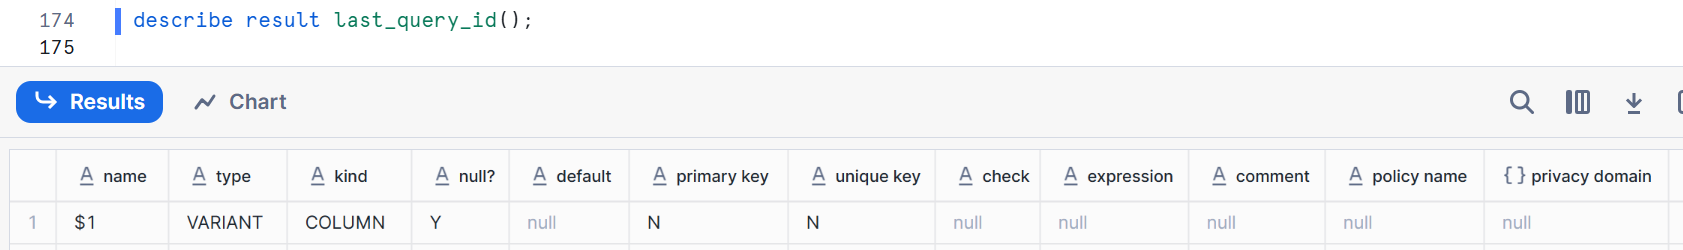 174 describe result last_query_id();
175
Results Chart
A name A type A kind A null? A default A primary key A unique key A check A expression A comment A policy name {} privacy domain
1 $1 VARIANT COLUMN Y null N N null null null null null